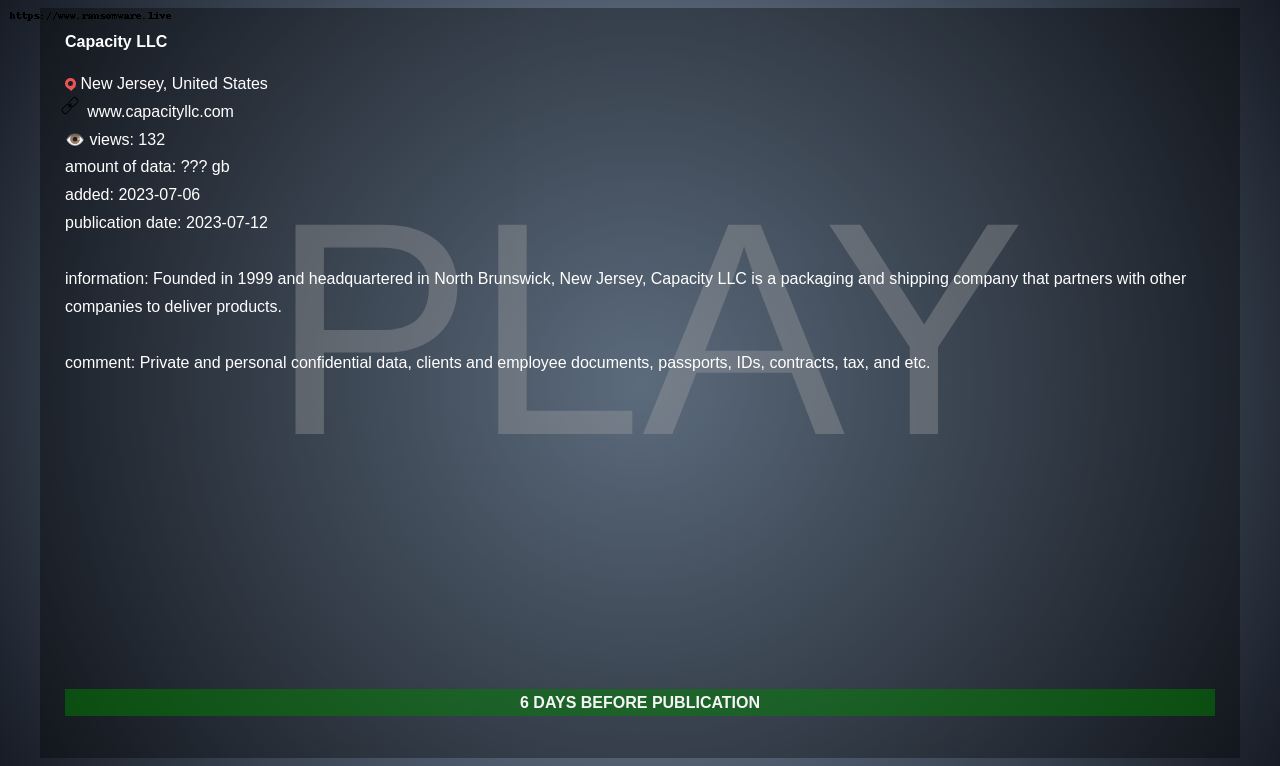 https://www.ransomware.live
Capacity LLC
New Jersey, United States
www.capacityllc.com
views: 132
amount of data: ??? gb
added: 2023-07-06
publication date: 2023-07-12
PLAY
information: Founded in 1999 and headquartered in North Brunswick, New Jersey, Capacity LLC is a packaging and shipping company that partners with other
companies to deliver products.
comment: Private and personal confidential data, clients and employee documents, passports, IDs, contracts, tax, and etc.
6 DAYS BEFORE PUBLICATION